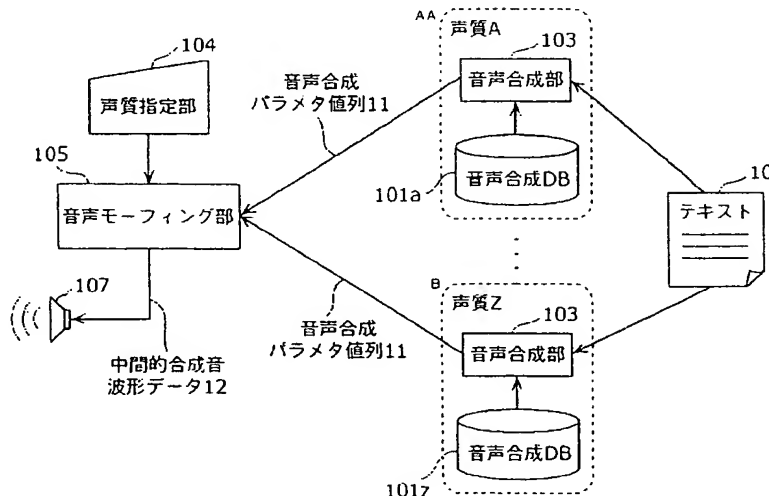 AA
声質A
104
103
声質指定部
音声合成
パラメタ値列11
音声合成部
105
音声合成DB
101a
10
音声モーフィング部
テキスト
B
声質Z
107
103
音声合成
パラメタ値列11
音声合成部
中間的合成音
波形データ12
音声合成DB
101z